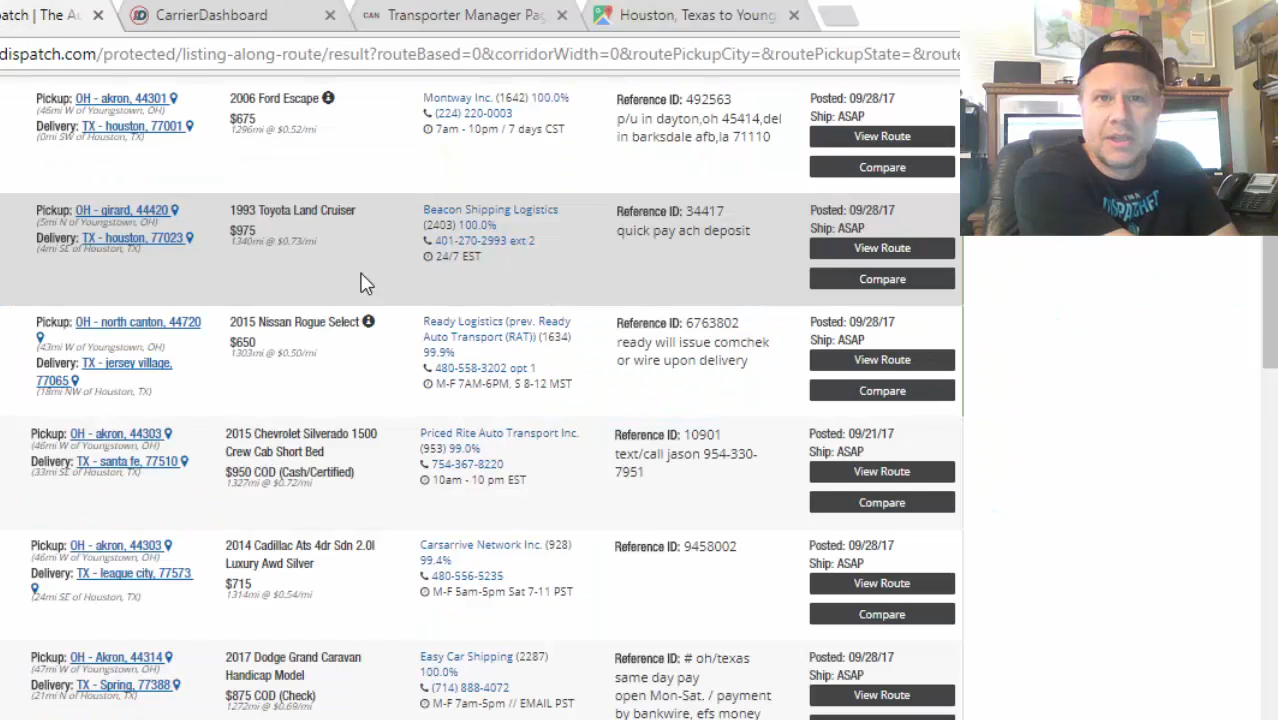 patch | The Au
CarrierDashboard
CAN Transporter Manager Pag
Houston, Texas to Young
dispatch.com/protected/listing-along-route/result?routeBased=0&corridorWidth=0&routePickupCity=&routePickupState=&route
Pickup: OH - akron, 44301
(46mi W of Youngstown, OH)
Delivery: TX - houston, 77001
(0mi SW of Houston, TX)
2006 Ford Escape
$675
1296mi @ $0.52/mi
Montway Inc. (1642) 100.0%
(224) 220-0003
7am - 10pm / 7 days CST
Reference ID: 492563
p/u in dayton,oh 45414,del
in barksdale afb,la 71110
Posted: 09/28/17
Ship: ASAP
View Route
Compare
Pickup: OH - girard, 44420
(5mi N of Youngstown, OH)
Delivery: TX - houston, 77023
(4mi SE of Houston, TX)
1993 Toyota Land Cruiser
$975
1340mi @ $0.73/mi
Beacon Shipping Logistics
(2403) 100.0%
401-270-2993 ext 2
24/7 EST
Reference ID: 34417
quick pay ach deposit
Posted: 09/28/17
Ship: ASAP
View Route
Compare
Pickup: OH - north canton, 44720
(43mi W of Youngstown, OH)
Delivery: TX - jersey village,
77065
(18mi NW of Houston, TX)
2015 Nissan Rogue Select
$650
1303mi @ $0.50/mi
Ready Logistics (prev. Ready
Auto Transport (RAT)) (1634)
99.9%
480-558-3202 opt 1
M-F 7AM-6PM, S 8-12 MST
Reference ID: 6763802
ready will issue comchek
or wire upon delivery
Posted: 09/28/17
Ship: ASAP
View Route
Compare
Pickup: OH - akron, 44303
(46mi W of Youngstown, OH)
Delivery: TX - santa fe, 77510
(33mi SE of Houston, TX)
2015 Chevrolet Silverado 1500
Crew Cab Short Bed
$950 COD (Cash/Certified)
1327mi @ $0.72/mi
Priced Rite Auto Transport Inc.
(953) 99.0%
754-367-8220
10am - 10 pm EST
Reference ID: 10901
text/call jason 954-330-
7951
Posted: 09/21/17
Ship: ASAP
View Route
Compare
Pickup: OH - akron, 44303
(46mi W of Youngstown, OH)
Delivery: TX - league city, 77573
(24mi SE of Houston, TX)
2014 Cadillac Ats 4dr Sdn 2.0l
Luxury Awd Silver
$715
1314mi @ $0.54/mi
Carsarrive Network Inc. (928)
99.4%
480-556-5235
M-F 5am-5pm Sat 7-11 PST
Reference ID: 9458002
Posted: 09/28/17
Ship: ASAP
View Route
Compare
Pickup: OH - Akron, 44314
(47mi W of Youngstown, OH)
Delivery: TX - Spring, 77388
(21mi N of Houston, TX)
2017 Dodge Grand Caravan
Handicap Model
$875 COD (Check)
1272mi @ $0.69/mi
Easy Car Shipping (2287)
100.0%
(714) 888-4072
M-F 7am-5pm // EMAIL PST
Reference ID: # oh/texas
same day pay
open Mon-Sat. / payment
by bankwire, efs money
Posted: 09/28/17
Ship: ASAP
View Route
I'M A
DISPATCHER